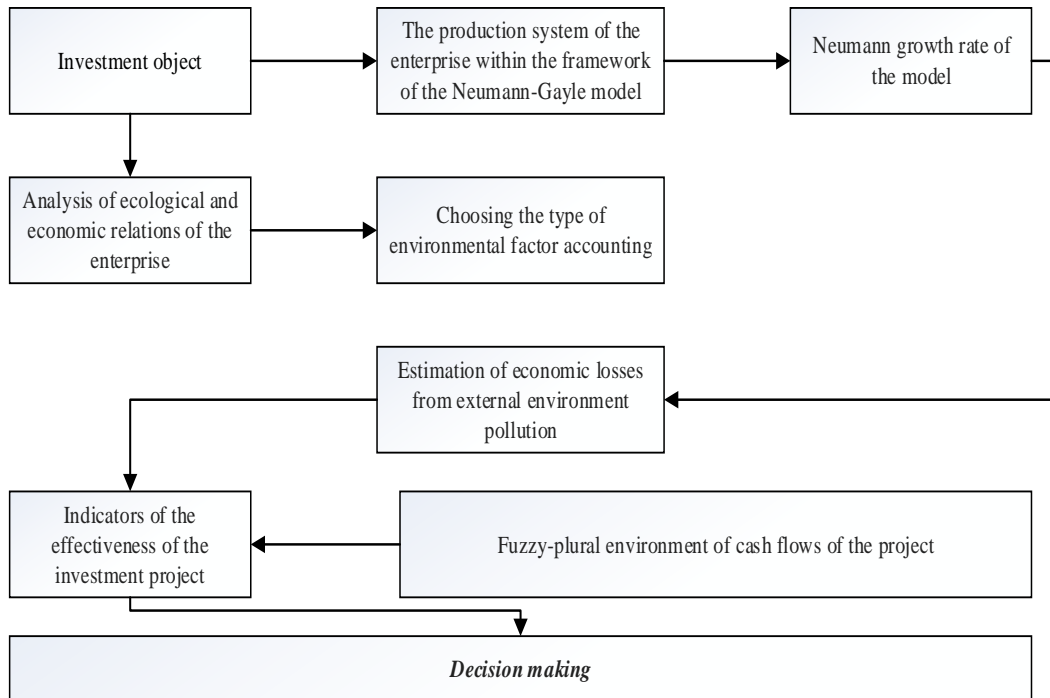 Investment object
The production system of the
enterprise within the framework
of the Neumann-Gayle model
Neumann growth rate of
the model
Analysis of ecological and
economic relations of the
enterprise
Choosing the type of
environmental factor accounting
Estimation of economic losses
from external environment
pollution
Indicators of the
effectiveness of the
investment project
Fuzzy-plural environment of cash flows of the project
Decision making